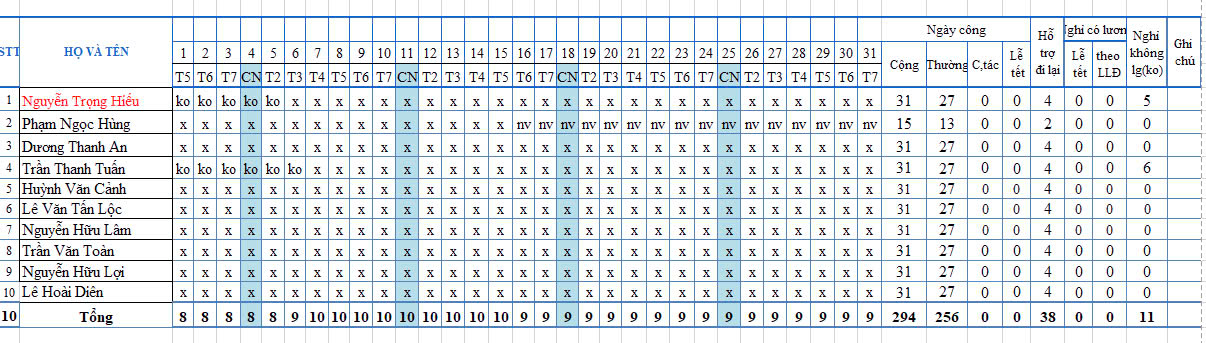 Ngày công Hỗ trợ đi lại Nghi có lươn Nghi không lg(ko) Ghi chú
STT HỌ VÀ TÊN 1 2 3 4 5 6 7 8 9 10 11 12 13 14 15 16 17 18 19 20 21 22 23 24 25 26 27 28 29 30 31
T5 T6 T7 CN T2 T3 T4 T5 T6 T7 CN T2 T3 T4 T5 T6 T7 CN T2 T3 T4 T5 T6 T7 CN T2 T3 T4 T5 T6 T7 Cộng Thường C,tác Lễ tết Lễ tết theo LLĐ
1 Nguyễn Trọng Hiếu ko ko ko ko ko x x x x x x x x x x x x x x x x x x x x x x x x x x 31 27 0 0 4 0 0 5
2 Phạm Ngọc Hùng x x x x x x x x x x x x x x x nv nv nv nv nv nv nv nv nv nv nv nv nv nv nv nv 15 13 0 0 2 0 0 0
3 Dương Thanh An x x x x x x x x x x x x x x x x x x x x x x x x x x x x x x x 31 27 0 0 4 0 0 0
4 Trần Thanh Tuấn ko ko ko ko ko ko x x x x x x x x x x x x x x x x x x x x x x x x x 31 27 0 0 4 0 0 6
5 Huỳnh Văn Cảnh x x x x x x x x x x x x x x x x x x x x x x x x x x x x x x x 31 27 0 0 4 0 0 0
6 Lê Văn Tấn Lộc x x x x x x x x x x x x x x x x x x x x x x x x x x x x x x x 31 27 0 0 4 0 0 0
7 Nguyễn Hữu Lâm x x x x x x x x x x x x x x x x x x x x x x x x x x x x x x x 31 27 0 0 4 0 0 0
8 Trần Văn Toàn x x x x x x x x x x x x x x x x x x x x x x x x x x x x x x x 31 27 0 0 4 0 0 0
9 Nguyễn Hữu Lợi x x x x x x x x x x x x x x x x x x x x x x x x x x x x x x x 31 27 0 0 4 0 0 0
10 Lê Hoài Diên x x x x x x x x x x x x x x x x x x x x x x x x x x x x x x x 31 27 0 0 4 0 0 0
10 Tổng 8 8 8 8 8 9 10 10 10 10 10 10 10 10 10 9 9 9 9 9 9 9 9 9 9 9 9 9 9 9 9 294 256 0 0 38 0 0 11